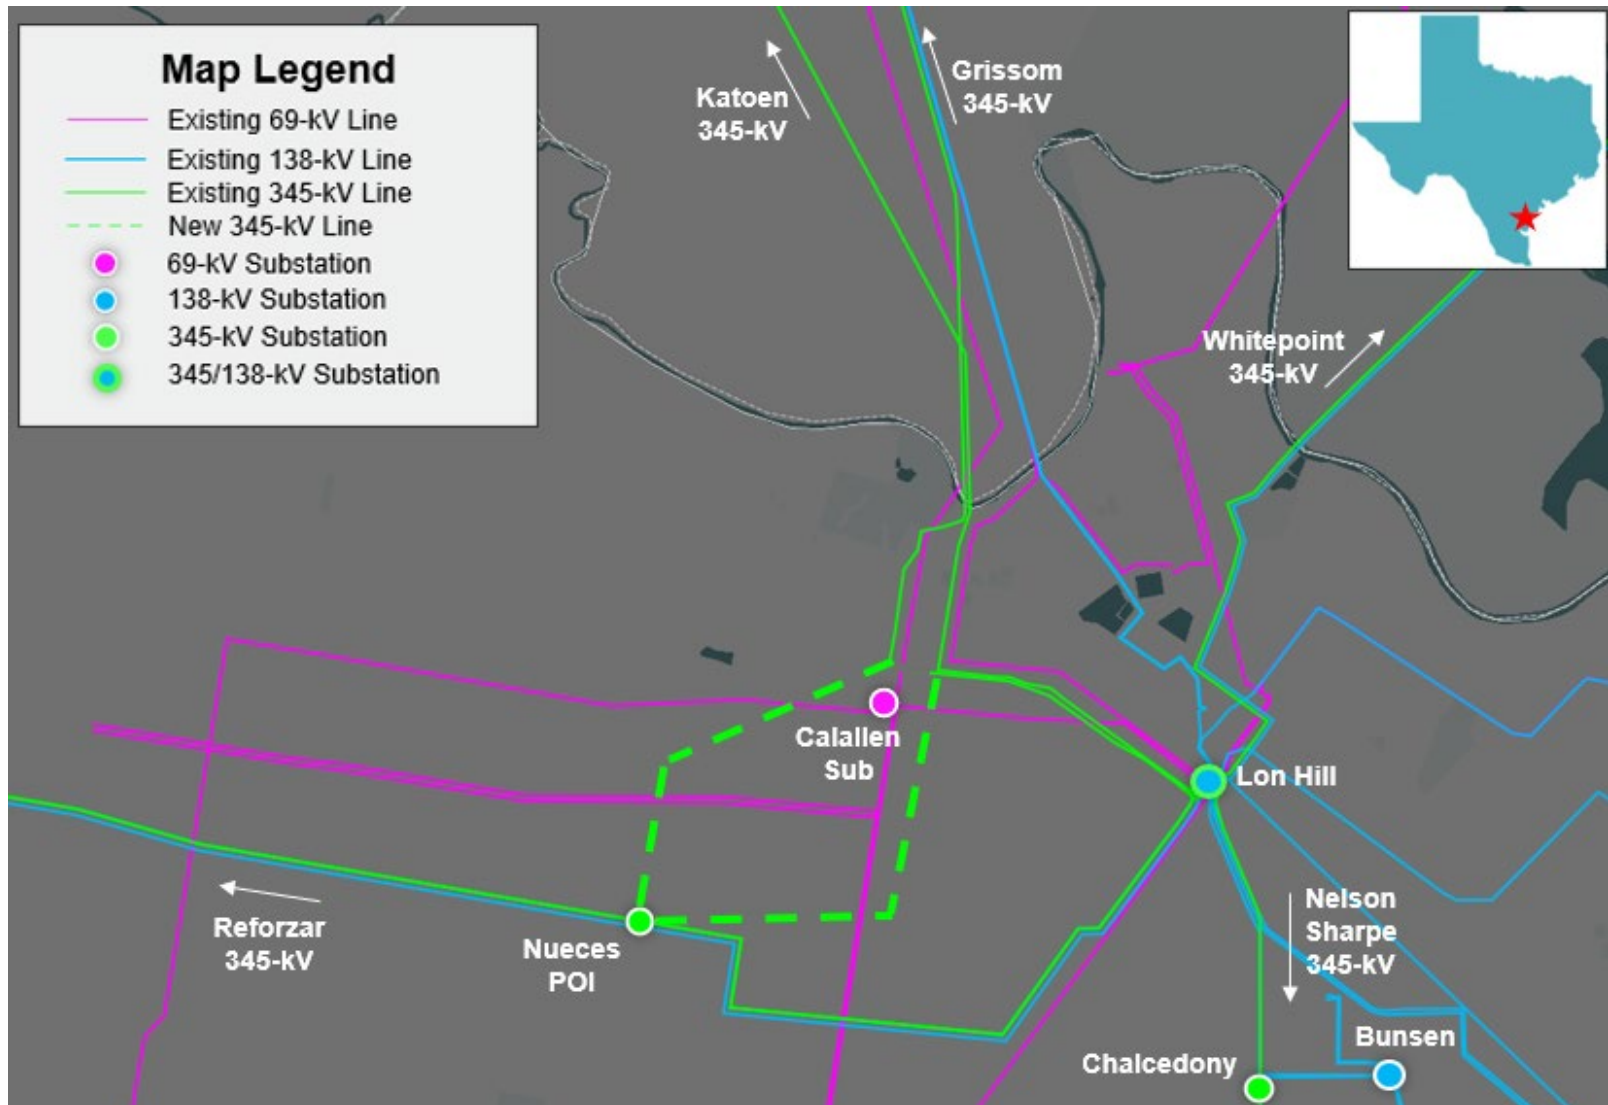 Map Legend
Existing 69-kV Line
Existing 138-kV Line
Existing 345-kV Line
New 345-kV Line
69-kV Substation
138-kV Substation
345-kV Substation
345/138-kV Substation
Katoen
345-kV
Grissom
345-kV
Whitepoint
345-kV
Calallen
Sub
Lon Hill
Reforzar
345-kV
Nueces
POI
Nelson
Sharpe
345-kV
Bunsen
Chalcedony